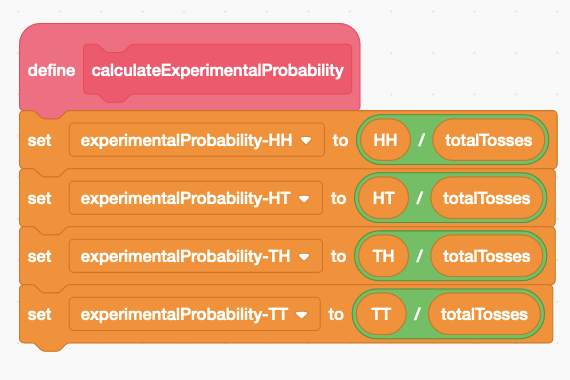 define calculateExperimentalProbability
set experimentalProbability-HH to HH / totalTosses
set experimentalProbability-HT to HT / totalTosses
set experimentalProbability-TH to TH / totalTosses
set experimentalProbability-TT to TT / totalTosses